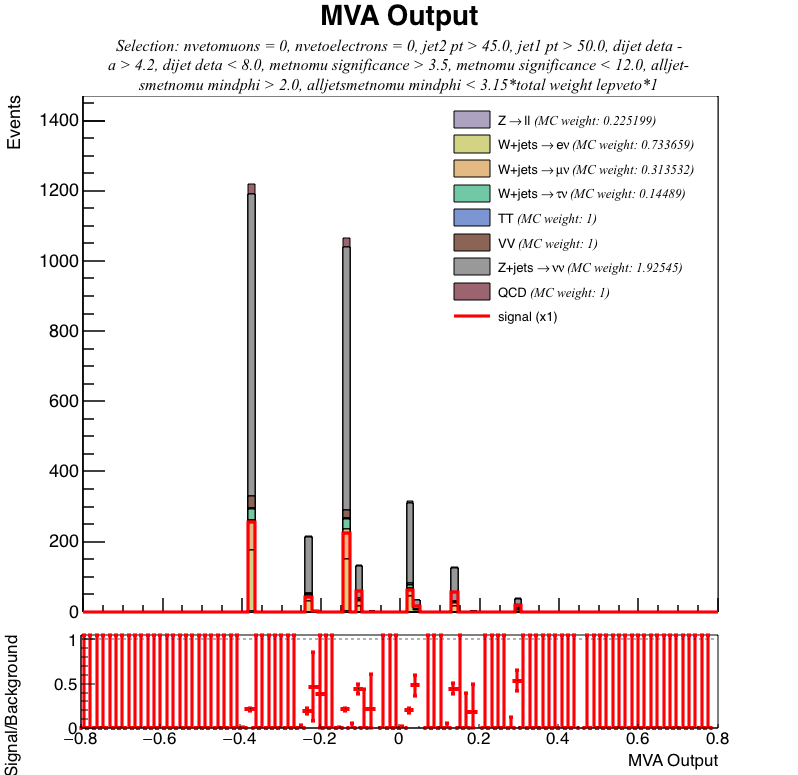 MVA Output
Selection: nvetomuons = 0, nvetoelectrons = 0, jet2 pt > 45.0, jet1 pt > 50.0, dijet deta -
a > 4.2, dijet deta < 8.0, metnomu significance > 3.5, metnomu significance < 12.0, alljet-
smetnomu mindphi > 2.0, alljetsmetnomu mindphi < 3.15*total weight lepveto*1
Events
1400
1200
1000
800
600
400
200
0
Z→ll (MC weight: 0.225199)
W+jets→eν (MC weight: 0.733659)
W+jets→μν (MC weight: 0.313532)
W+jets→τν (MC weight: 0.14489)
TT (MC weight: 1)
VV (MC weight: 1)
Z+jets→νν (MC weight: 1.92545)
QCD (MC weight: 1)
signal (x1)
Signal/Background
1
0.5
0
−0.8 −0.6 −0.4 −0.2 0 0.2 0.4 0.6 0.8
MVA Output